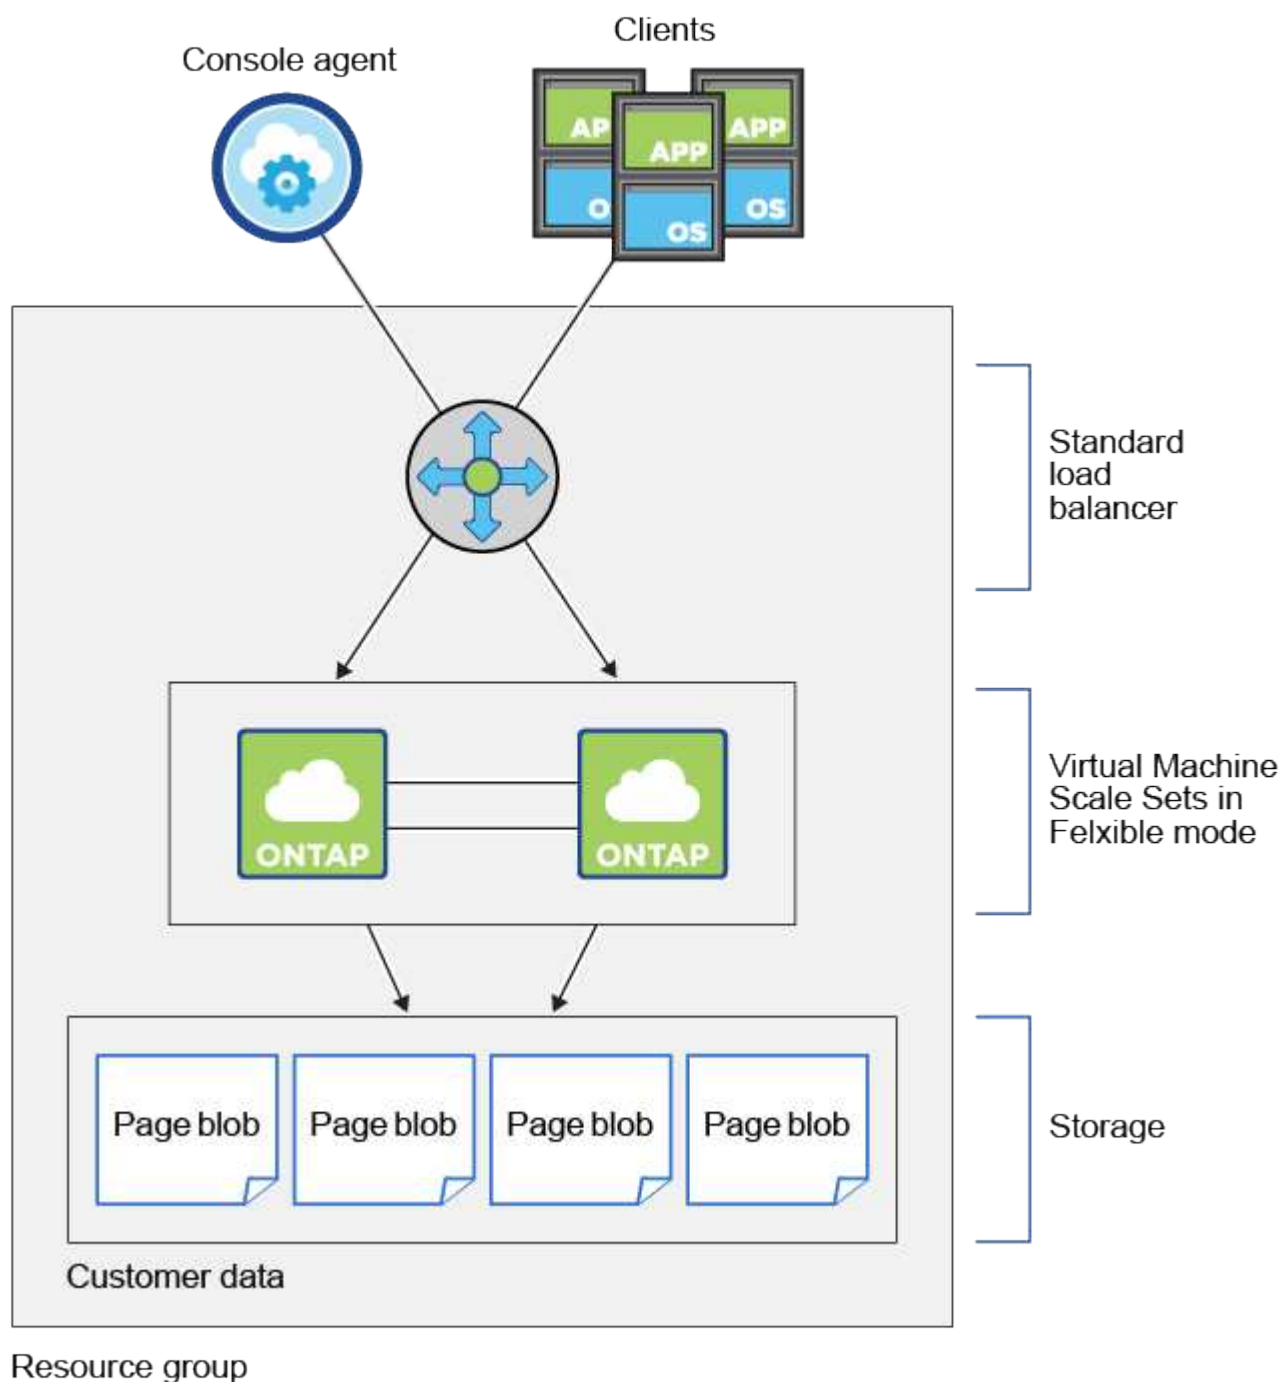 Clients
Console agent
AP
APP
APP
O
OS
OS
Standard
load
balancer
ONTAP
ONTAP
Virtual Machine
Scale Sets in
Felxible mode
Page blob
Page blob
Page blob
Page blob
Storage
Customer data
Resource group